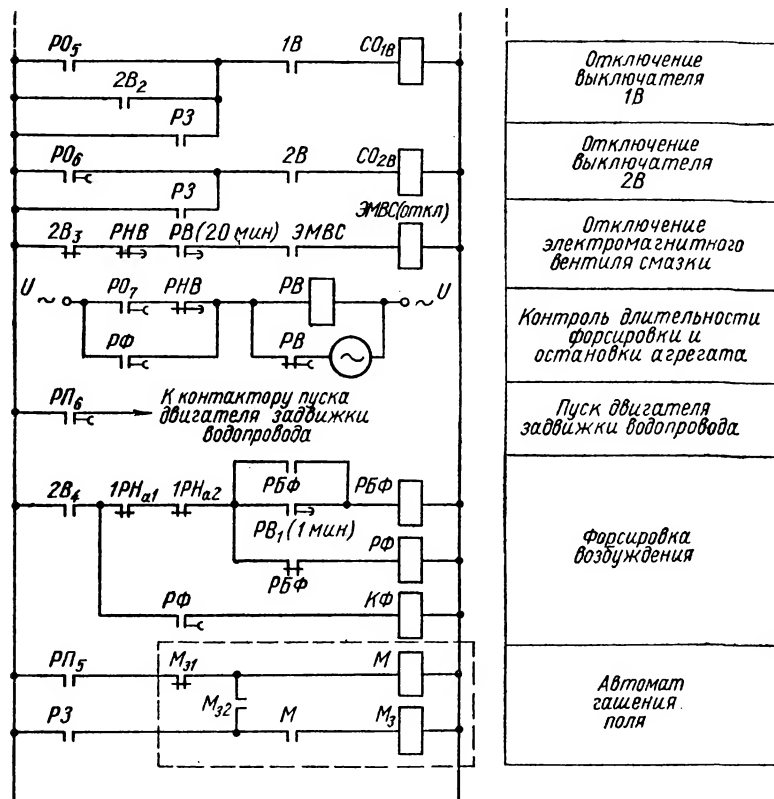 РО5 1В СО1В
2В2
РЗ
Отключение
выключателя
1В
РО6 2В СО2В
РЗ
Отключение
выключателя
2В
ЭМВС(откл)
2В3 РНВ РВ(20 мин) ЭМВС
Отключение
электромагнитного
вентиля смазки
U ~ РО7 РНВ РВ ~ U
РФ РВ ~
Контроль длительности
форсировки и
остановки агрегата
РП6 К контактору пуска
двигателя задвижки
водопровода
Пуск двигателя
задвижки водопровода
2В4 1РНа1 1РНа2 РБФ РБФ
РВ1(1 мин)
РФ
РБФ
РФ КФ
Форсировка
возбуждения
РП5 Мз1 М
Мз2
РЗ М Мз
Автомат
гашения
поля